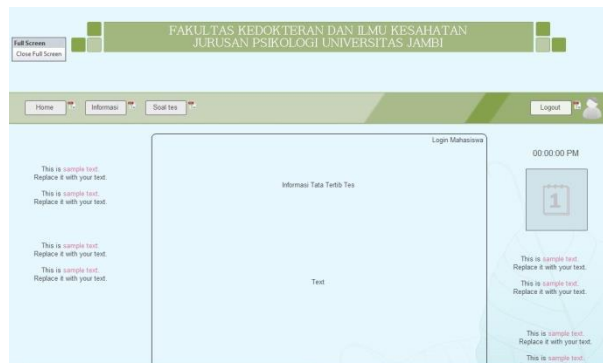 FAKULTAS KEDOKTERAN DAN ILMU KESAHATAN
JURUSAN PSIKOLOGI UNIVERSITAS JAMBI
Full Screen
Close Full Screen
Home
Informasi
Soal tes
Logout
Login Mahasiswa
Informasi Tata Tertib Tes
Text
This is sample text.
Replace it with your text.
This is sample text.
Replace it with your text.
This is sample text.
Replace it with your text.
This is sample text.
Replace it with your text.
00:00:00 PM
1
This is sample text.
Replace it with your text.
This is sample text.
Replace it with your text.
This is sample text.
Replace it with your text.
This is sample text.